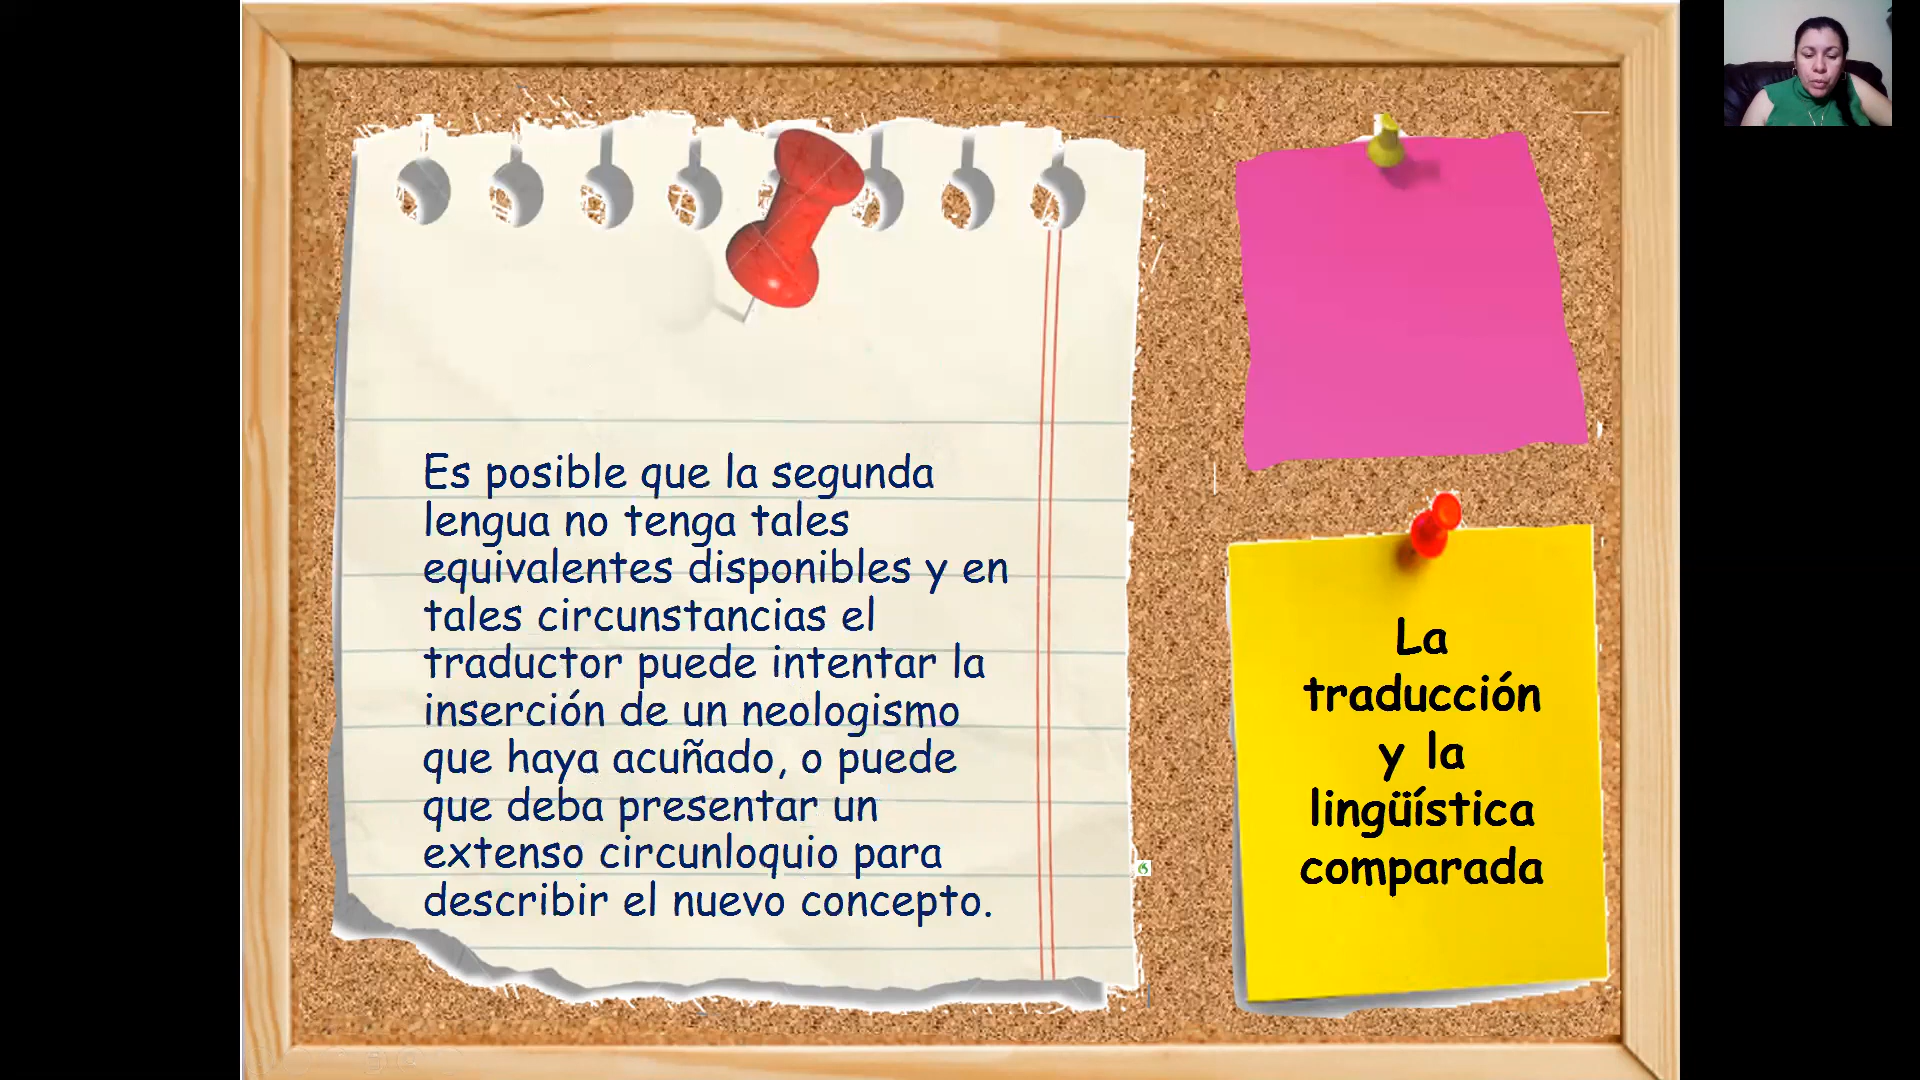 Es posible que la segunda
lengua no tenga tales
equivalentes disponibles y en
tales circunstancias el
traductor puede intentar la
inserción de un neologismo
que haya acuñado, o puede
que deba presentar un
extenso circunloquio para
describir el nuevo concepto.
La
traducción
y la
lingüística
comparada